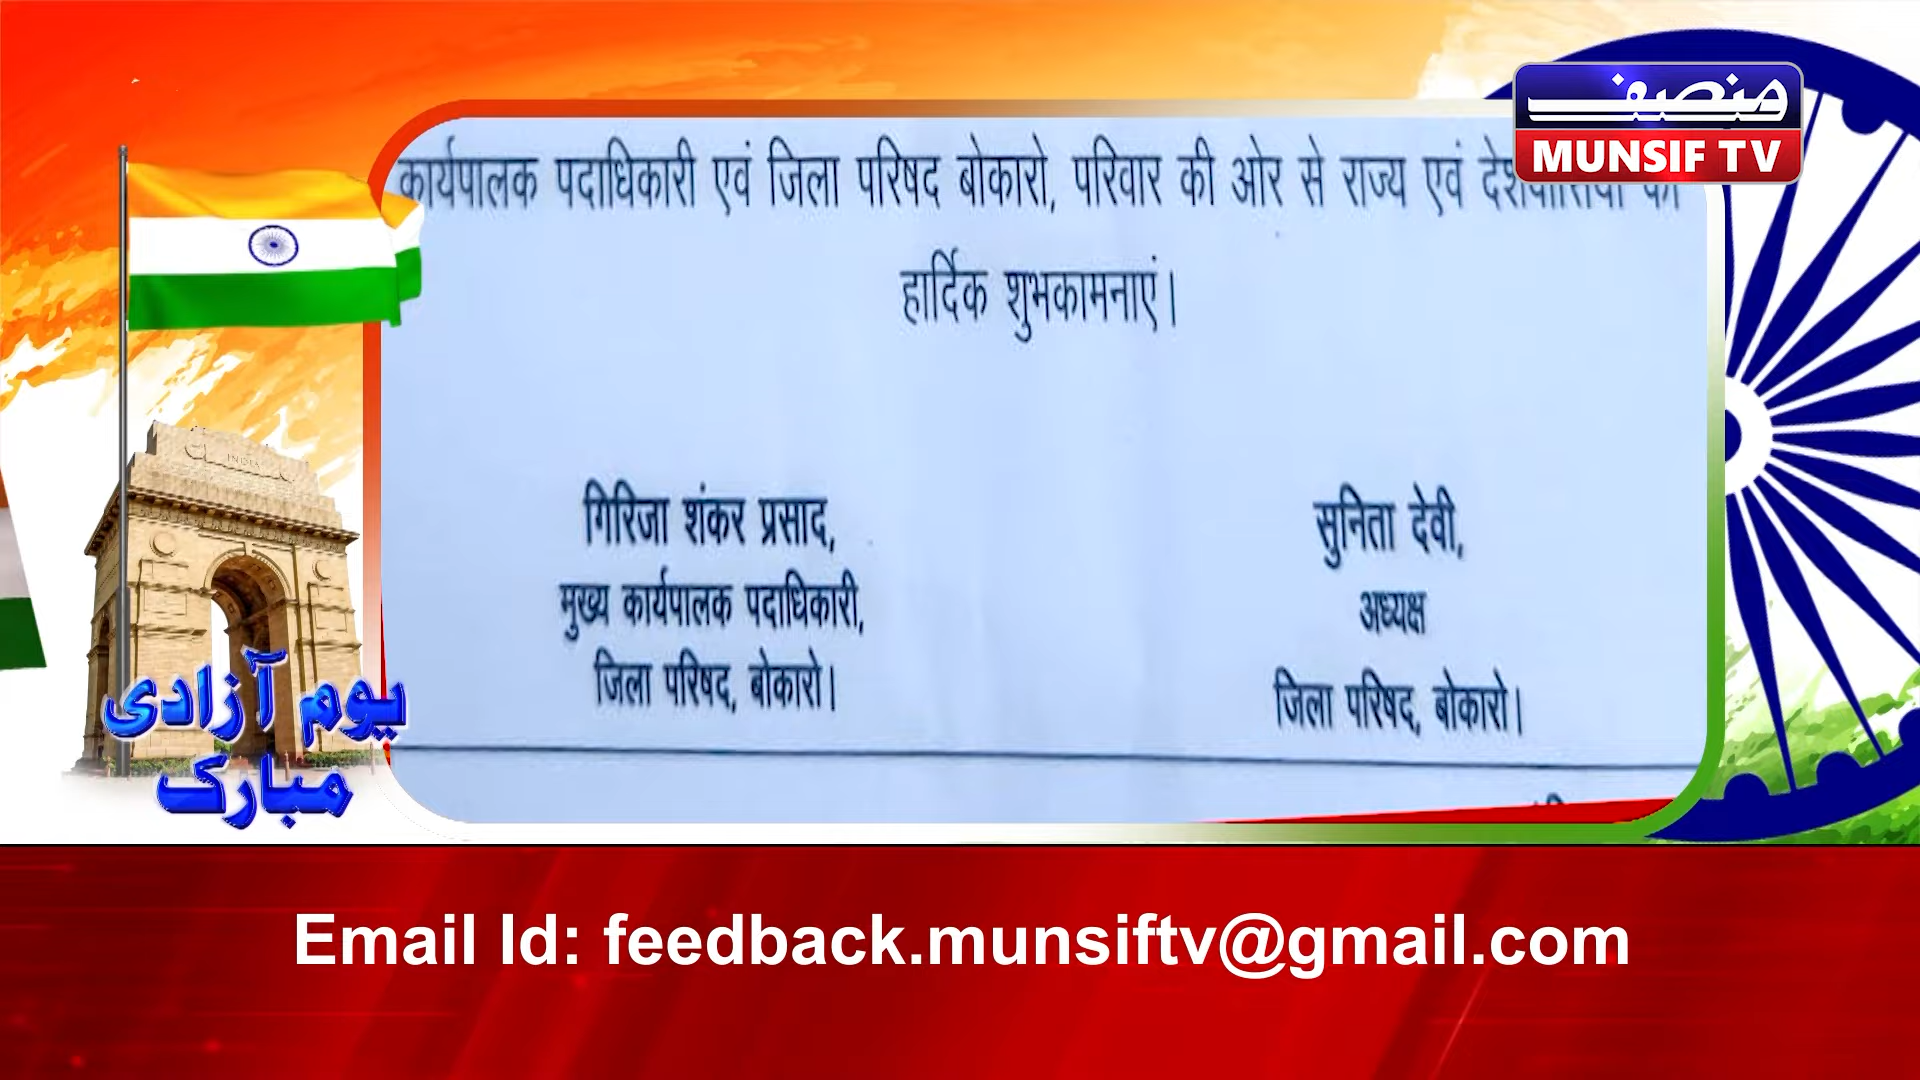 منصف
MUNSIF TV
कार्यपालक पदाधिकारी एवं जिला परिषद बोकारो, परिवार की ओर से राज्य एवं
हार्दिक शुभकामनाएं।
गिरिजा शंकर प्रसाद,
मुख्य कार्यपालक पदाधिकारी,
जिला परिषद, बोकारो।
सुनिता देवी,
अध्यक्ष
जिला परिषद, बोकारो।
INDIA
یوم آزادی
مبارک
Email Id: feedback.munsiftv@gmail.com